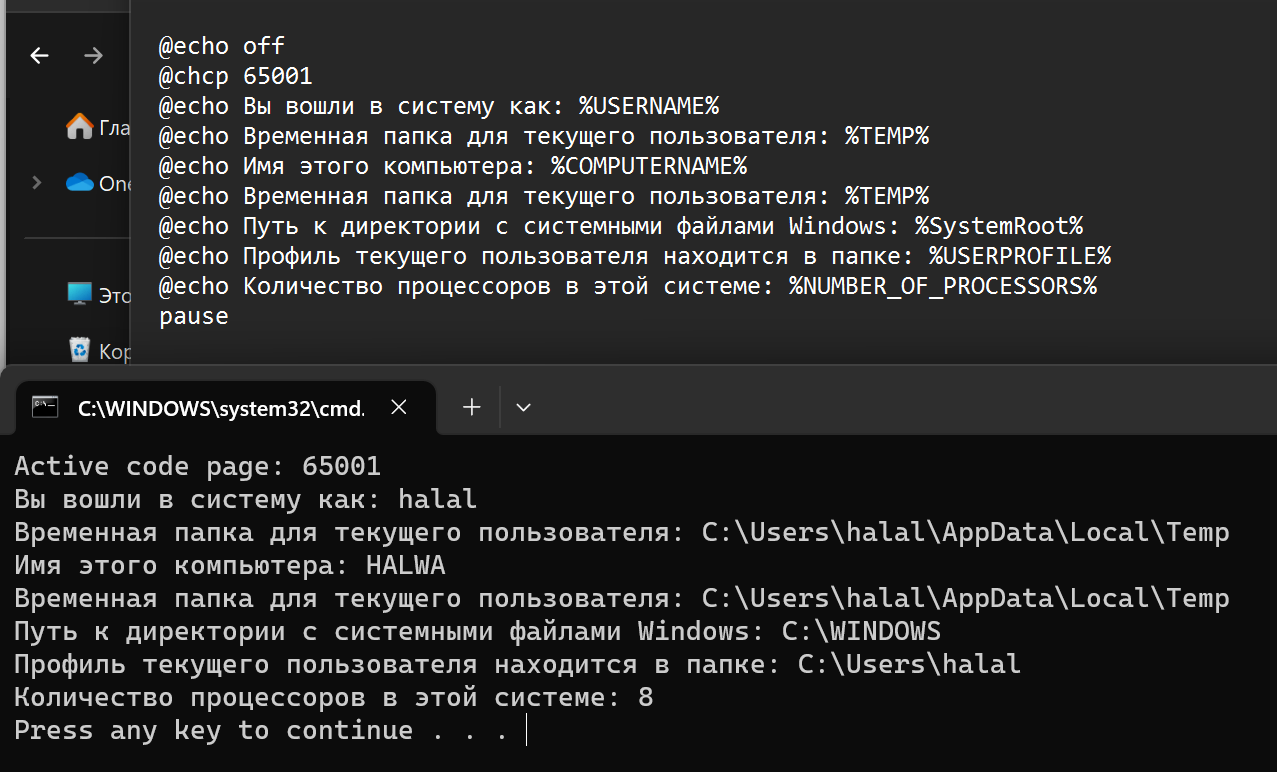 @echo off
@chcp 65001
@echo Вы вошли в систему как: %USERNAME%
@echo Временная папка для текущего пользователя: %TEMP%
@echo Имя этого компьютера: %COMPUTERNAME%
@echo Временная папка для текущего пользователя: %TEMP%
@echo Путь к директории с системными файлами Windows: %SystemRoot%
@echo Профиль текущего пользователя находится в папке: %USERPROFILE%
@echo Количество процессоров в этой системе: %NUMBER_OF_PROCESSORS%
pause
Гла
One
Это
Кор
C:\WINDOWS\system32\cmd.
Active code page: 65001
Вы вошли в систему как: halal
Временная папка для текущего пользователя: C:\Users\halal\AppData\Local\Temp
Имя этого компьютера: HALWA
Временная папка для текущего пользователя: C:\Users\halal\AppData\Local\Temp
Путь к директории с системными файлами Windows: C:\WINDOWS
Профиль текущего пользователя находится в папке: C:\Users\halal
Количество процессоров в этой системе: 8
Press any key to continue . . .